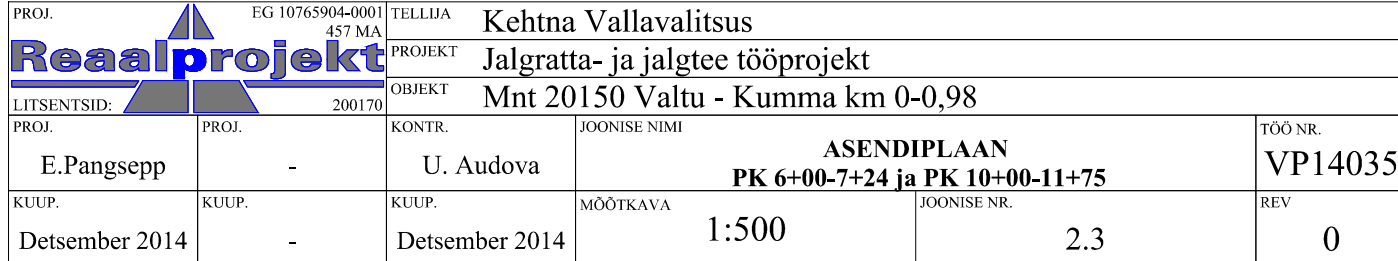 PROJ. EG 10765904-0001
457 MA
Reaalprojekt
LITSENTSID: 200170
TELLIJA Kehtna Vallavalitsus
PROJEKT Jalgratta- ja jalgtee tööprojekt
OBJEKT Mnt 20150 Valtu - Kumma km 0-0,98
PROJ. PROJ. KONTR. JOONISE NIMI TÖÖ NR.
E.Pangsepp - U. Audova ASENDIPLAAN VP14035
PK 6+00-7+24 ja PK 10+00-11+75
KUUP. KUUP. KUUP. MÕÕTKAVA JOONISE NR. REV
Detsember 2014 - Detsember 2014 1:500 2.3 0